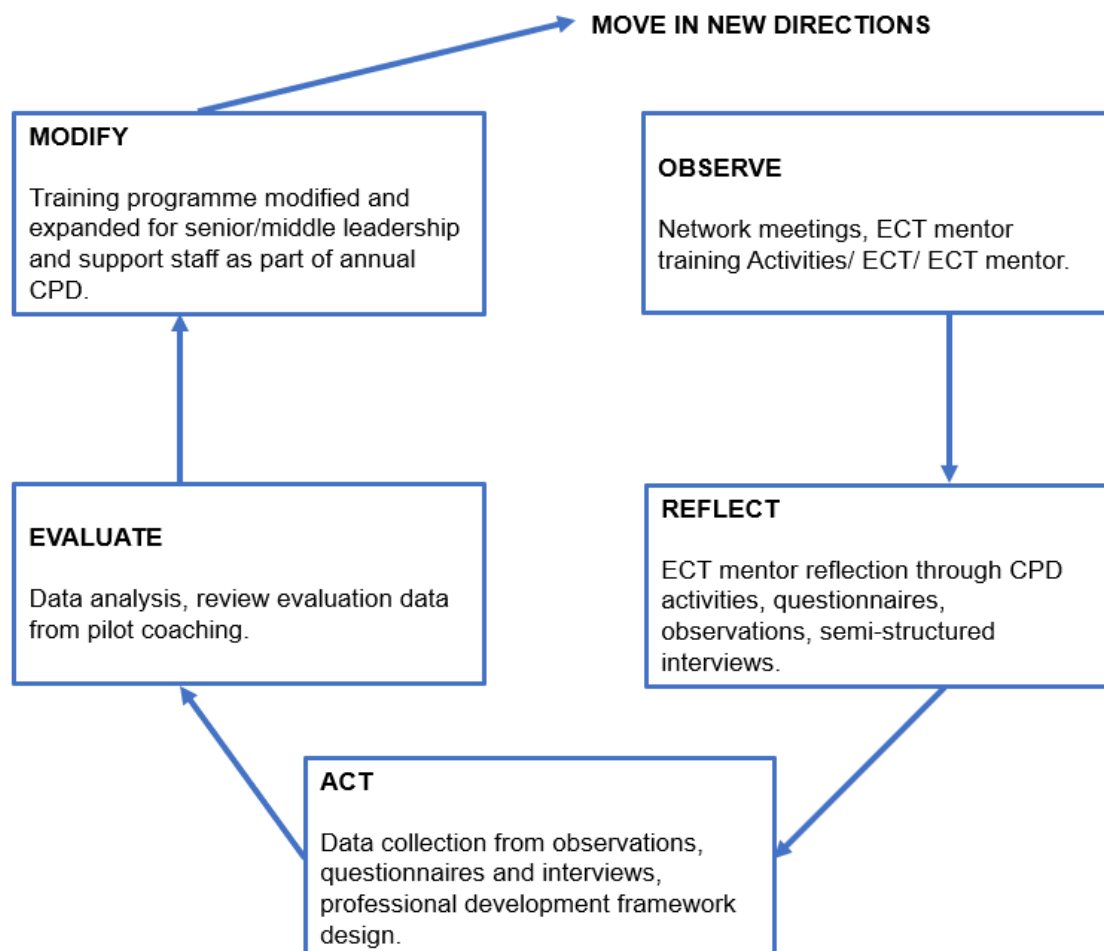 MOVE IN NEW DIRECTIONS
MODIFY
Training programme modified and
expanded for senior/middle leadership
and support staff as part of annual
CPD.
OBSERVE
Network meetings, ECT mentor
training Activities/ ECT/ ECT mentor.
REFLECT
ECT mentor reflection through CPD
activities, questionnaires,
observations, semi-structured
interviews.
EVALUATE
Data analysis, review evaluation data
from pilot coaching.
ACT
Data collection from observations,
questionnaires and interviews,
professional development framework
design.